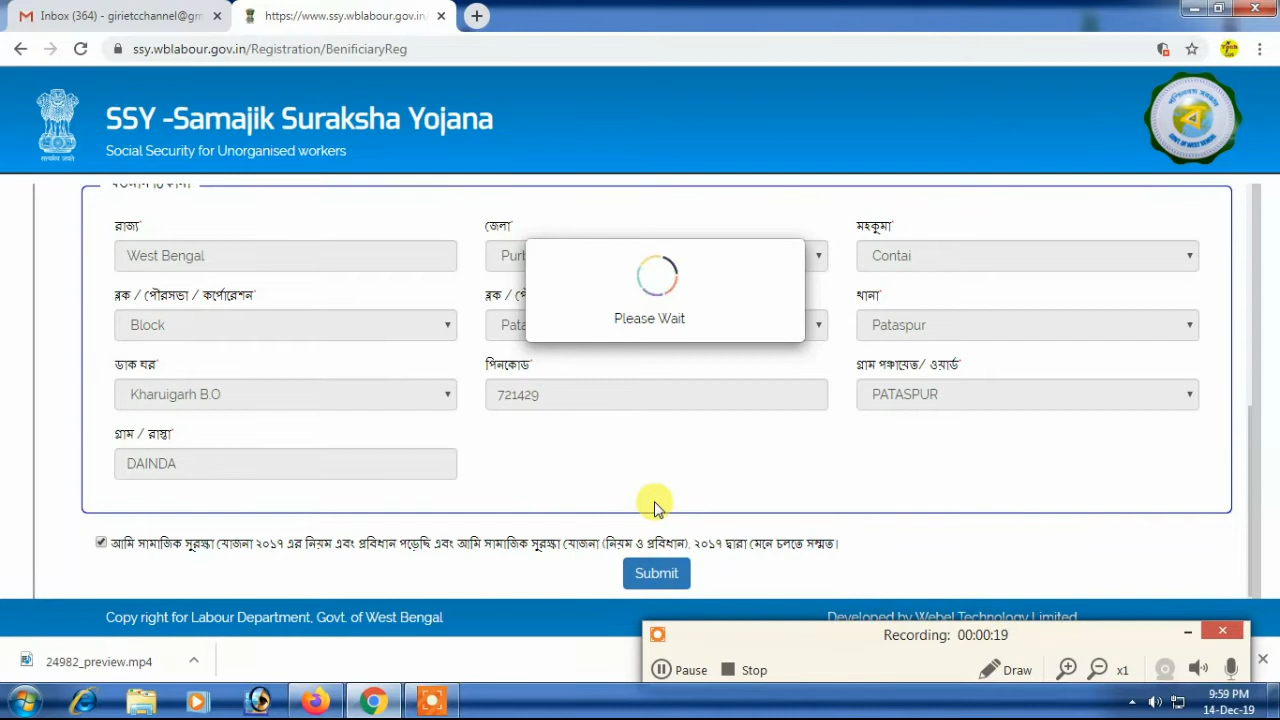 Inbox (364) - girietcchannel@gm
https://www.ssy.wblabour.gov.in/
ssy.wblabour.gov.in/Registration/BenificiaryReg
SSY -Samajik Suraksha Yojana
Social Security for Unorganised workers
রাজ্য* জেলা* মহকুমা*
West Bengal Purb Contai
ব্লক / পৌরসভা / কর্পোরেশন* ব্লক / পৌ থানা*
Block Pata Pataspur
Please Wait
ডাক ঘর* পিনকোড* গ্রাম পঞ্চায়েত/ ওয়ার্ড*
Kharuigarh B.O 721429 PATASPUR
গ্রাম / রাস্তা*
DAINDA
আমি সামাজিক সুরক্ষা যোজনা ২০১৭ এর নিয়ম এবং প্রবিধান পড়েছি এবং আমি সামাজিক সুরক্ষা যোজনা (নিয়ম ও প্রবিধান), ২০১৭ দ্বারা মেনে চলতে সম্মত।
Submit
Copy right for Labour Department, Govt. of West Bengal Developed by Webel Technology Limited
Recording: 00:00:19
24982_preview.mp4
Pause Stop Draw x1
9:59 PM
14-Dec-19